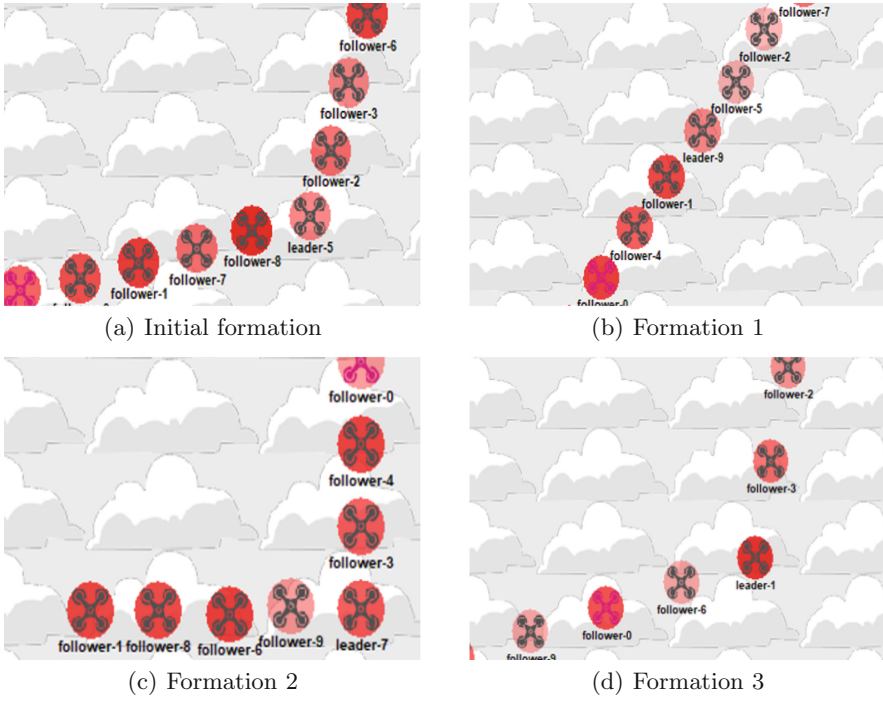 follower-6
follower-3
follower-2
leader-5
follower-8
follower-7
follower-1
(a) Initial formation
follower-7
follower-2
follower-5
leader-9
follower-1
follower-4
follower-0
(b) Formation 1
follower-0
follower-4
follower-3
follower-1 follower-8 follower-6 follower-9 leader-7
(c) Formation 2
follower-2
follower-3
leader-1
follower-6
follower-0
follower-9
(d) Formation 3